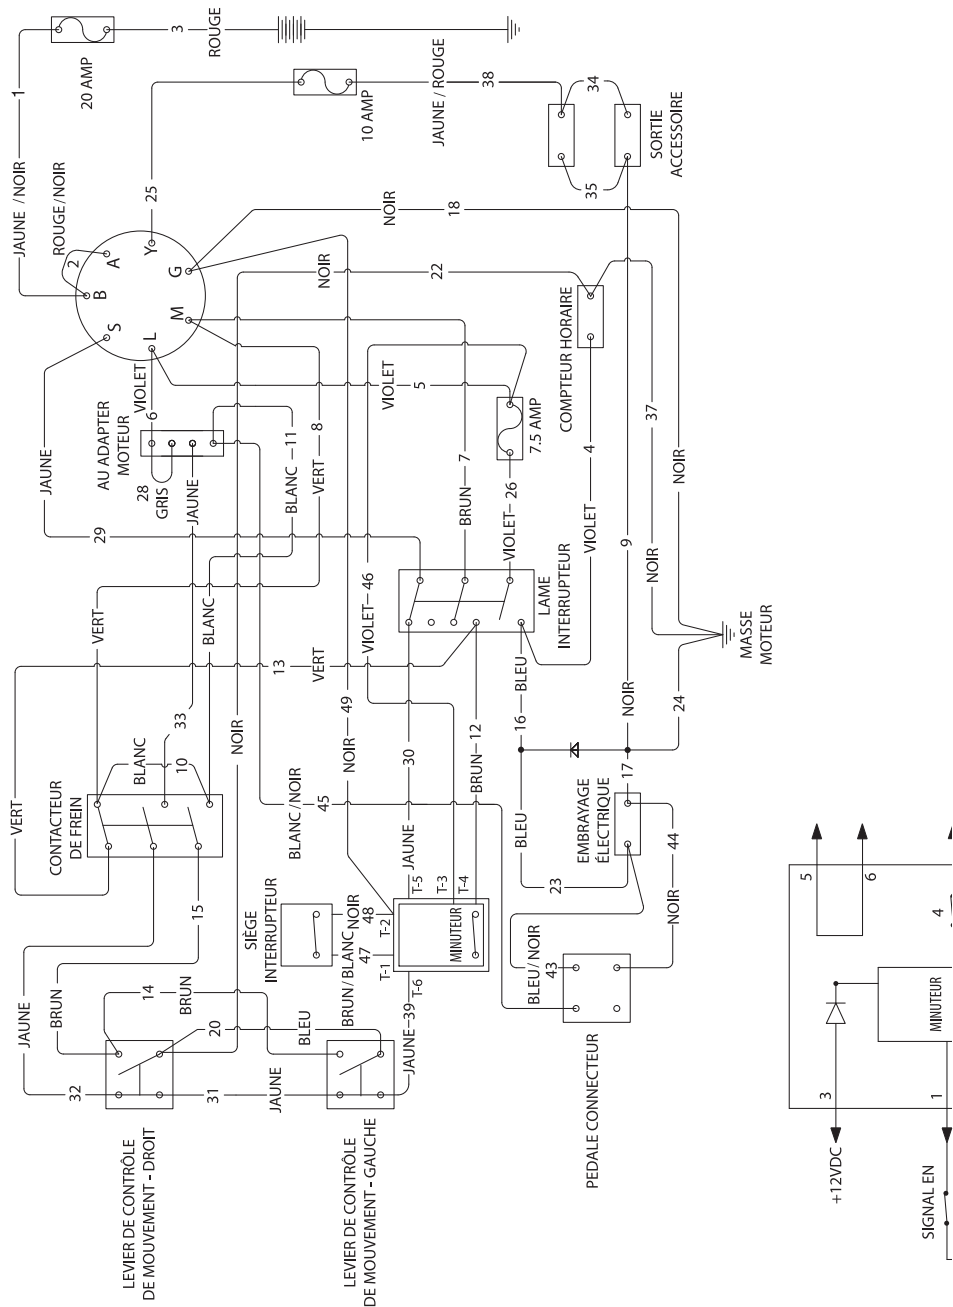 VERT
JAUNE
32
JAUNE
29
JAUNE /NOIR
1
BRUN
CONTACTEUR
DE FREIN
VERT
ROUGE/NOIR
2
20 AMP
LEVIER DE CONTRÔLE
DE MOUVEMENT - DROIT
14
BRUN
BLANC
10
AU ADAPTER
MOTEUR
28
GRIS
VIOLET
6
S
B
A
L
Y
M
G
25
3
ROUGE
15
33
JAUNE
BLANC
31
20
NOIR
SIÈGE
INTERRUPTEUR
13
JAUNE
BLEU
BLANC /NOIR
45
BLANC
11
VERT
8
VERT
NOIR
LEVIER DE CONTRÔLE
DE MOUVEMENT - GAUCHE
BRUN/ BLANC
47
NOIR
48
NOIR
49
VIOLET
46
VIOLET
5
NOIR
18
10 AMP
T-1
T-2
JAUNE
39
T-6
JAUNE
30
T-5
T-3
T-4
MINUTEUR
22
JAUNE / ROUGE
38
BRUN
12
BRUN
7
VIOLET
26
7.5 AMP
BLEU
16
BLEU
23
LAME
INTERRUPTEUR
COMPTEUR HORAIRE
BLEU/ NOIR
43
EMBRAYAGE
ÉLECTRIQUE
VIOLET
4
35
34
PEDALE CONNECTEUR
17
NOIR
9
SORTIE
ACCESSOIRE
NOIR
44
24
NOIR
37
NOIR
MASSE
MOTEUR
+12VDC
3
5
6
SIGNAL EN
1
MINUTEUR
4